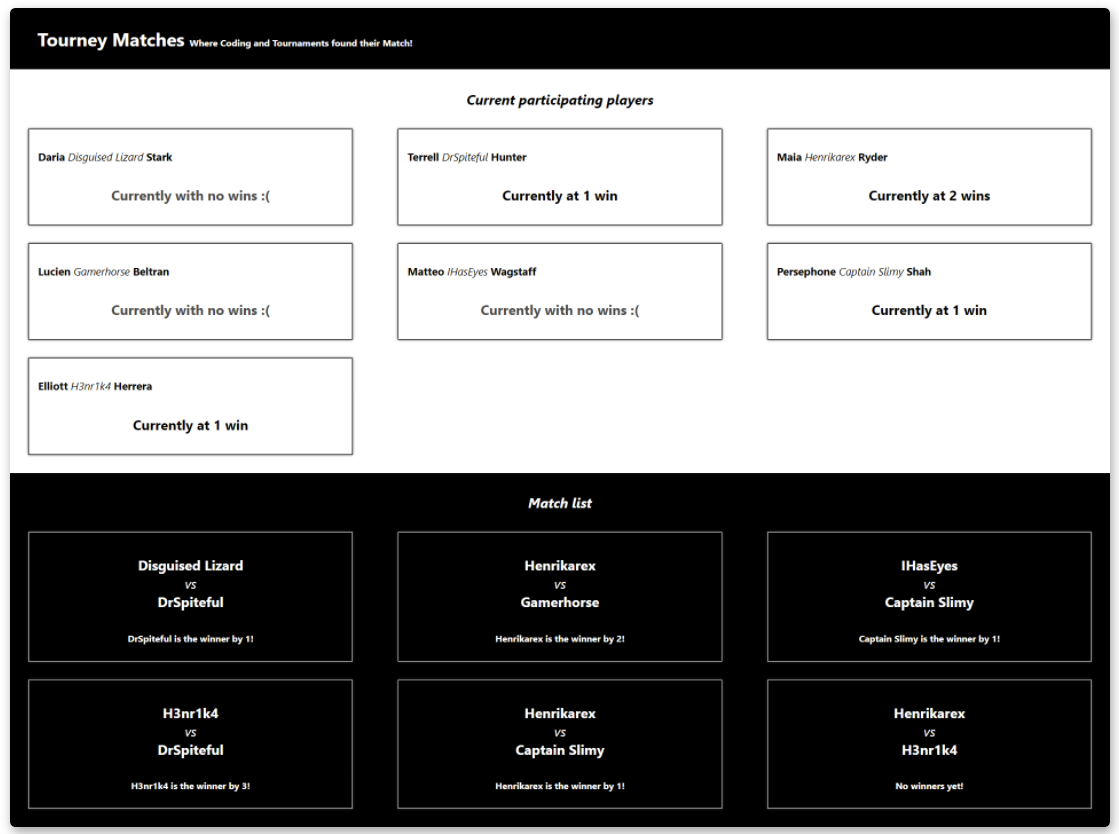 Tourney Matches Where Coding and Tournaments found their Match!
Current participating players
Daria Disguised Lizard Stark
Currently with no wins :(
Terrell DrSpiteful Hunter
Currently at 1 win
Maia Henrikarex Ryder
Currently at 2 wins
Lucien Gamerhorse Beltran
Currently with no wins :(
Matteo IHasEyes Wagstaff
Currently with no wins :(
Persephone Captain Slimy Shah
Currently at 1 win
Elliott H3nr1k4 Herrera
Currently at 1 win
Match list
Disguised Lizard
vs
DrSpiteful
DrSpiteful is the winner by 1!
Henrikarex
vs
Gamerhorse
Henrikarex is the winner by 2!
IHasEyes
vs
Captain Slimy
Captain Slimy is the winner by 1!
H3nr1k4
vs
DrSpiteful
H3nr1k4 is the winner by 3!
Henrikarex
vs
Captain Slimy
Henrikarex is the winner by 1!
Henrikarex
vs
H3nr1k4
No winners yet!